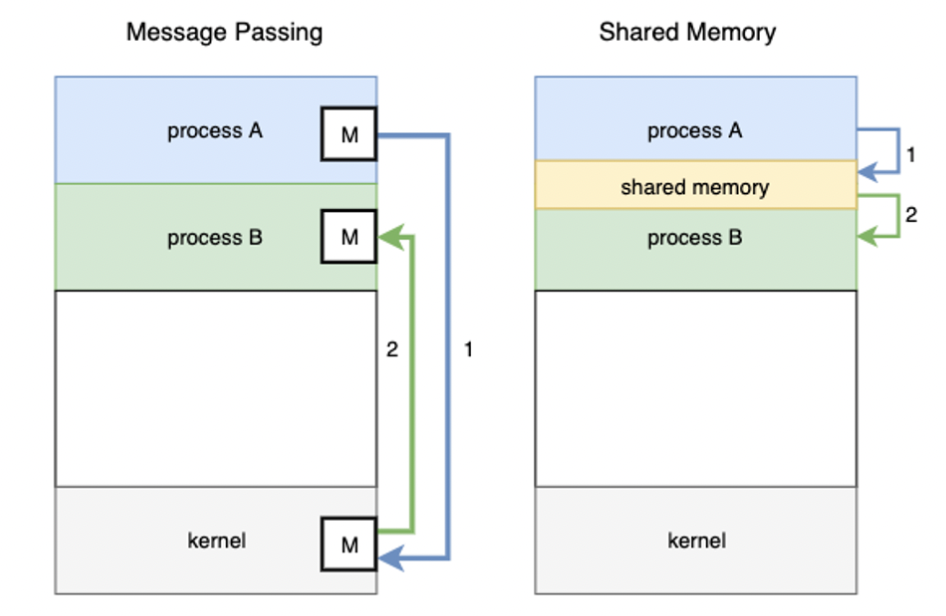 Message Passing
process A
M
process B
M
2
1
kernel
M
Shared Memory
process A
1
shared memory
2
process B
kernel